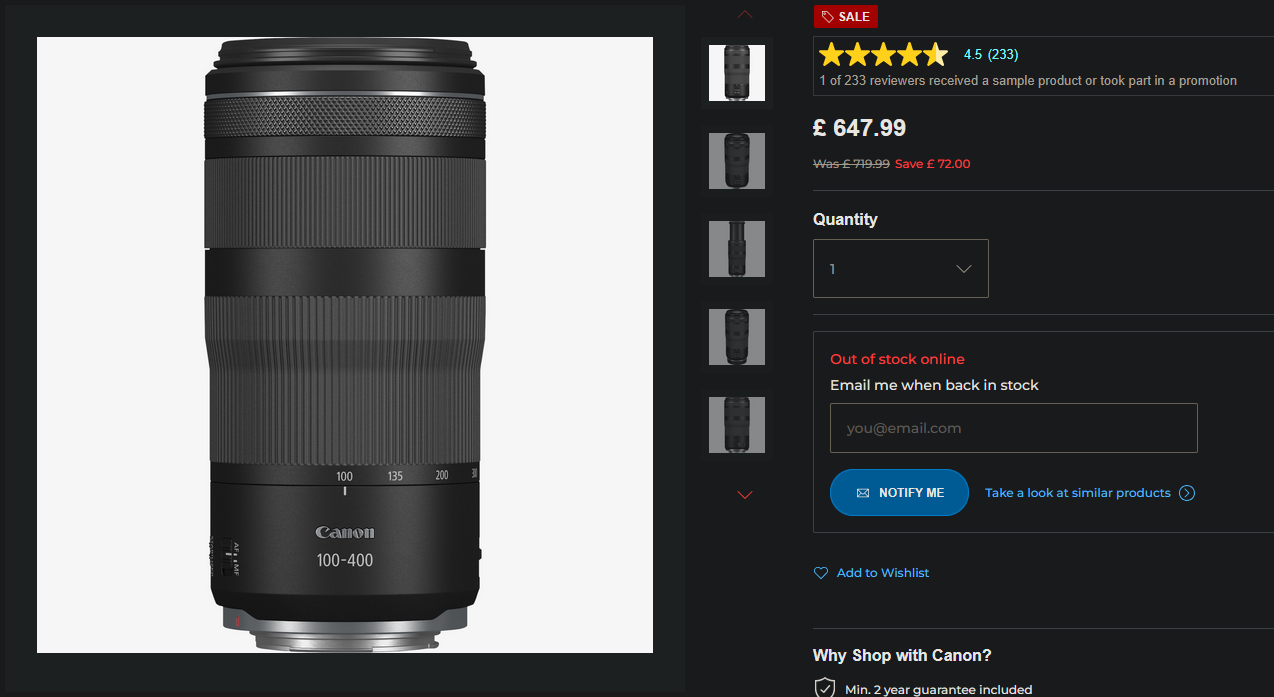 100 135 200
Canon
100-400
AF MF
SALE
4.5 (233)
1 of 233 reviewers received a sample product or took part in a promotion
£ 647.99
Was £ 719.99 Save £ 72.00
Quantity
1
Out of stock online
Email me when back in stock
you@email.com
NOTIFY ME
Take a look at similar products
Add to Wishlist
Why Shop with Canon?
Min. 2 year guarantee included